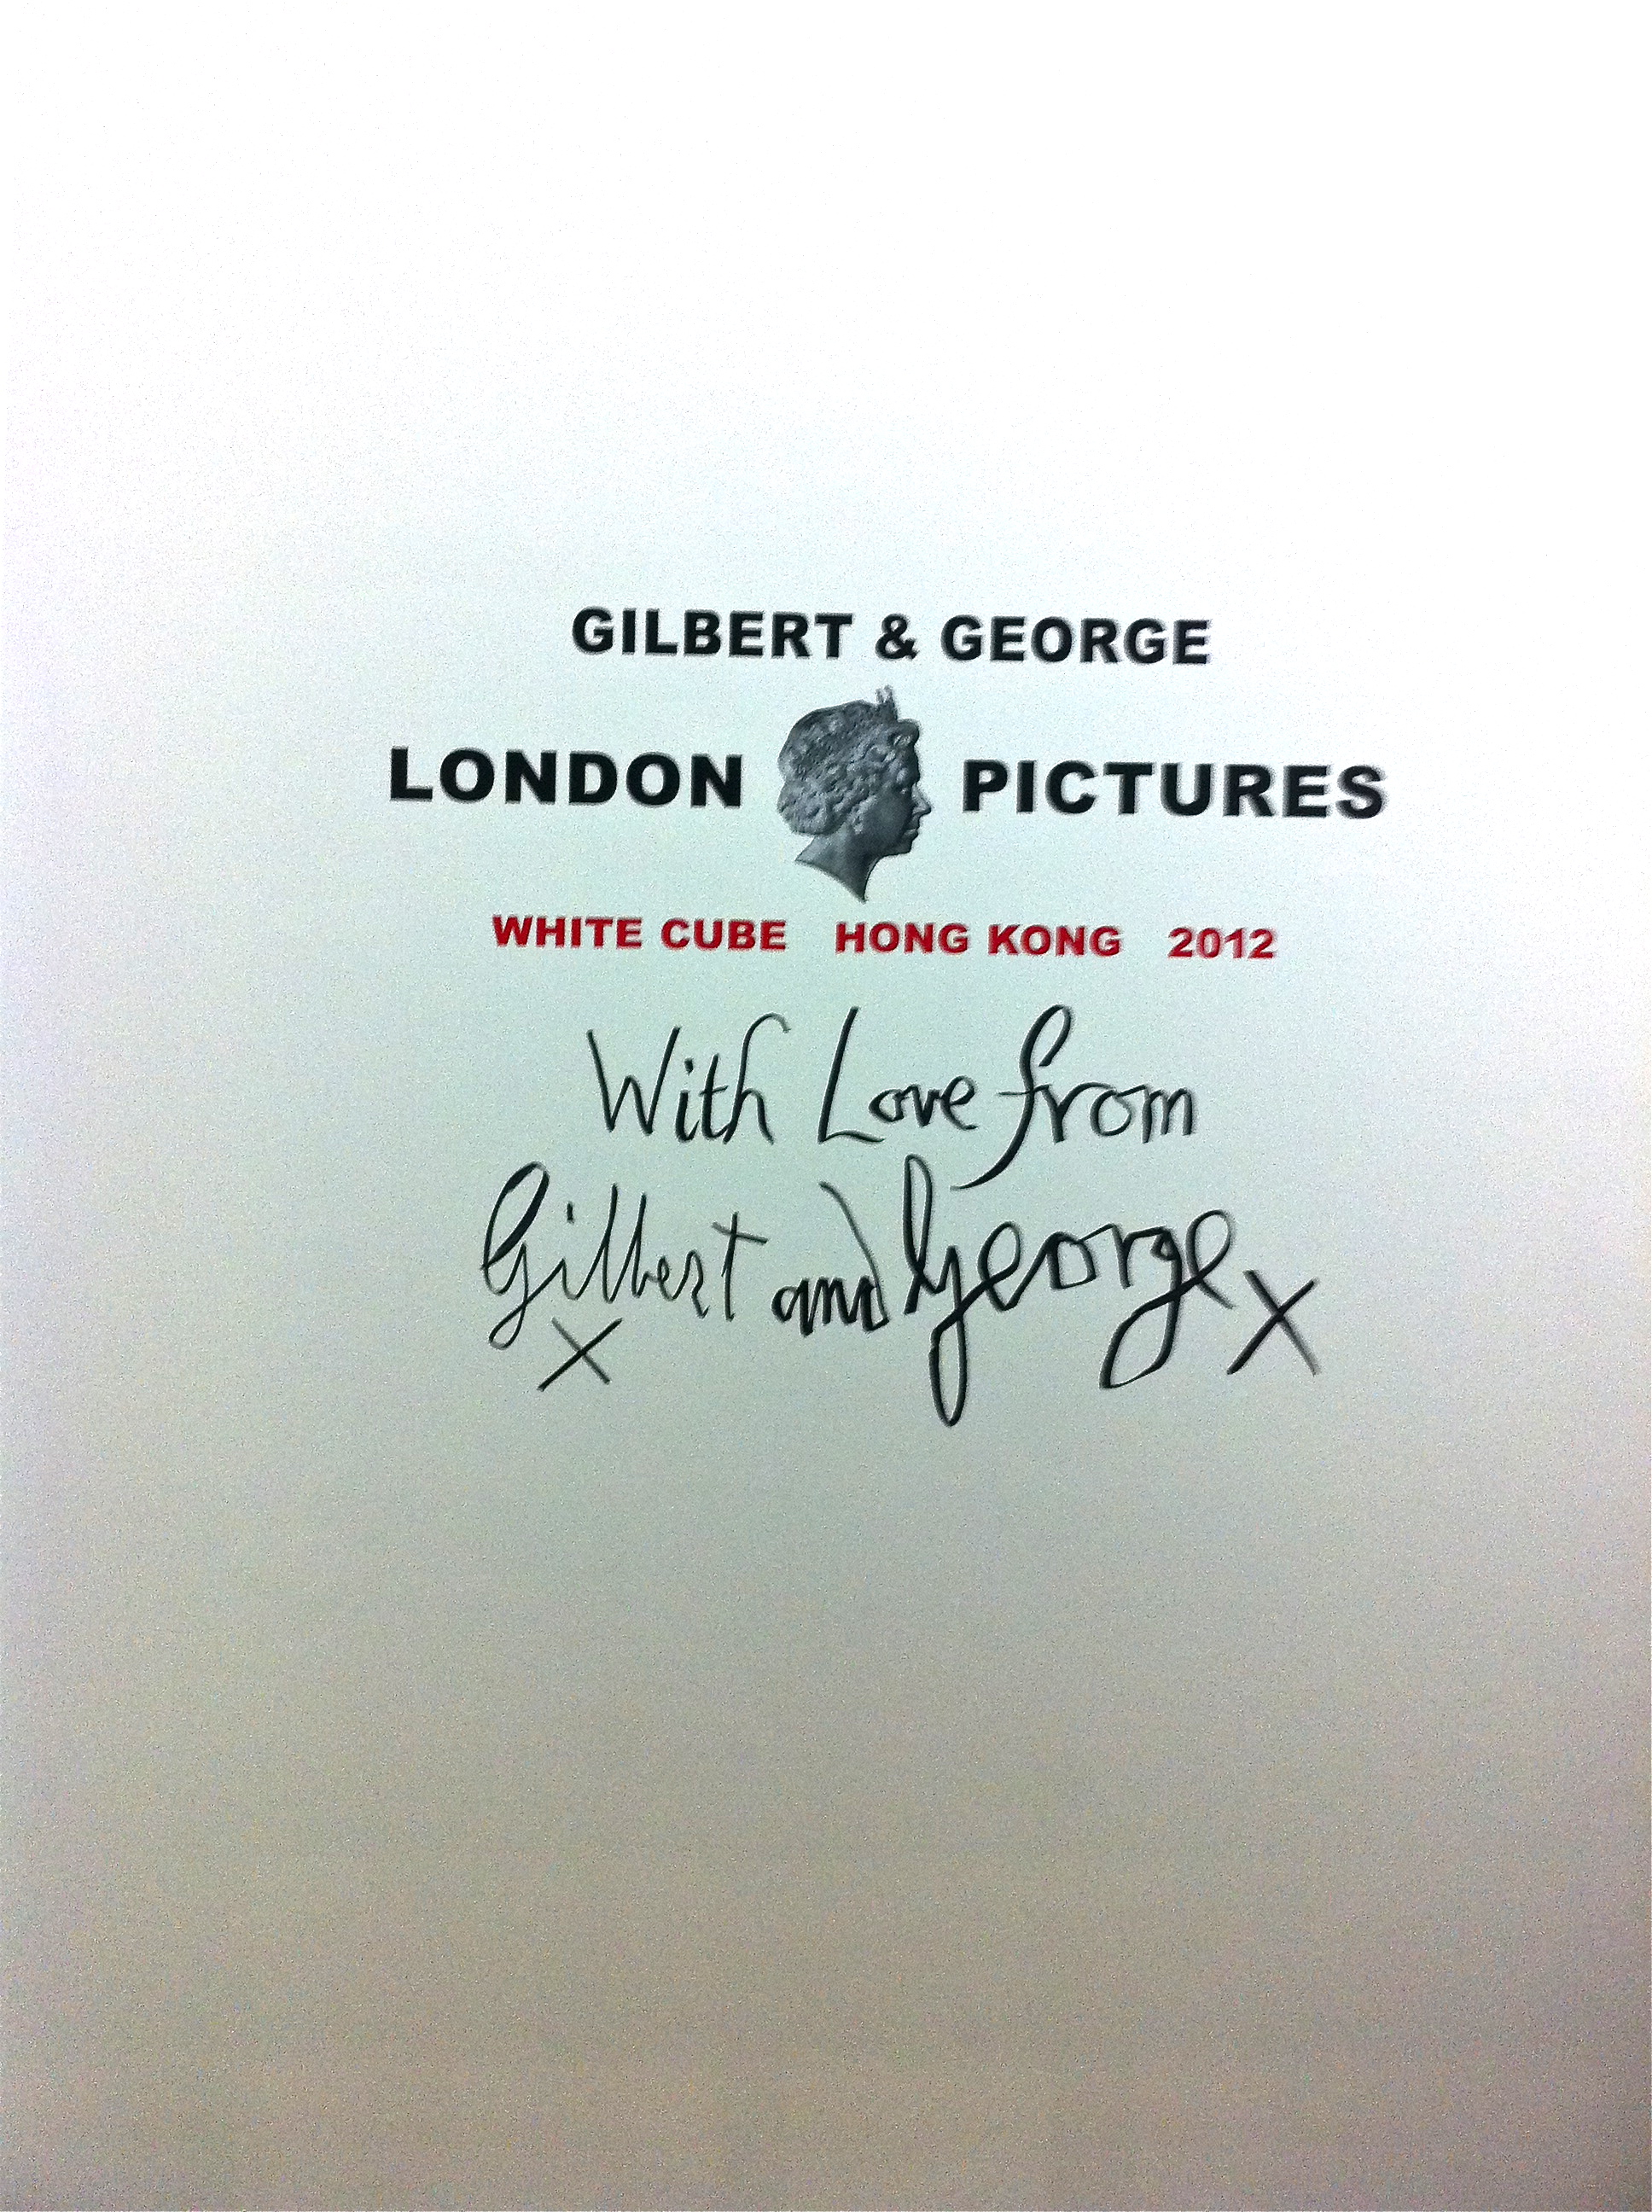 GILBERT & GEORGE
LONDON PICTURES
WHITE CUBE HONG KONG 2012
With Love from
Gilbert and George x
x